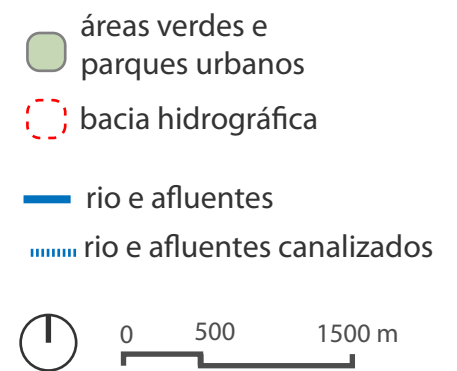 áreas verdes e
parques urbanos
bacia hidrográfica
rio e afluentes
rio e afluentes canalizados
0 500 1500 m